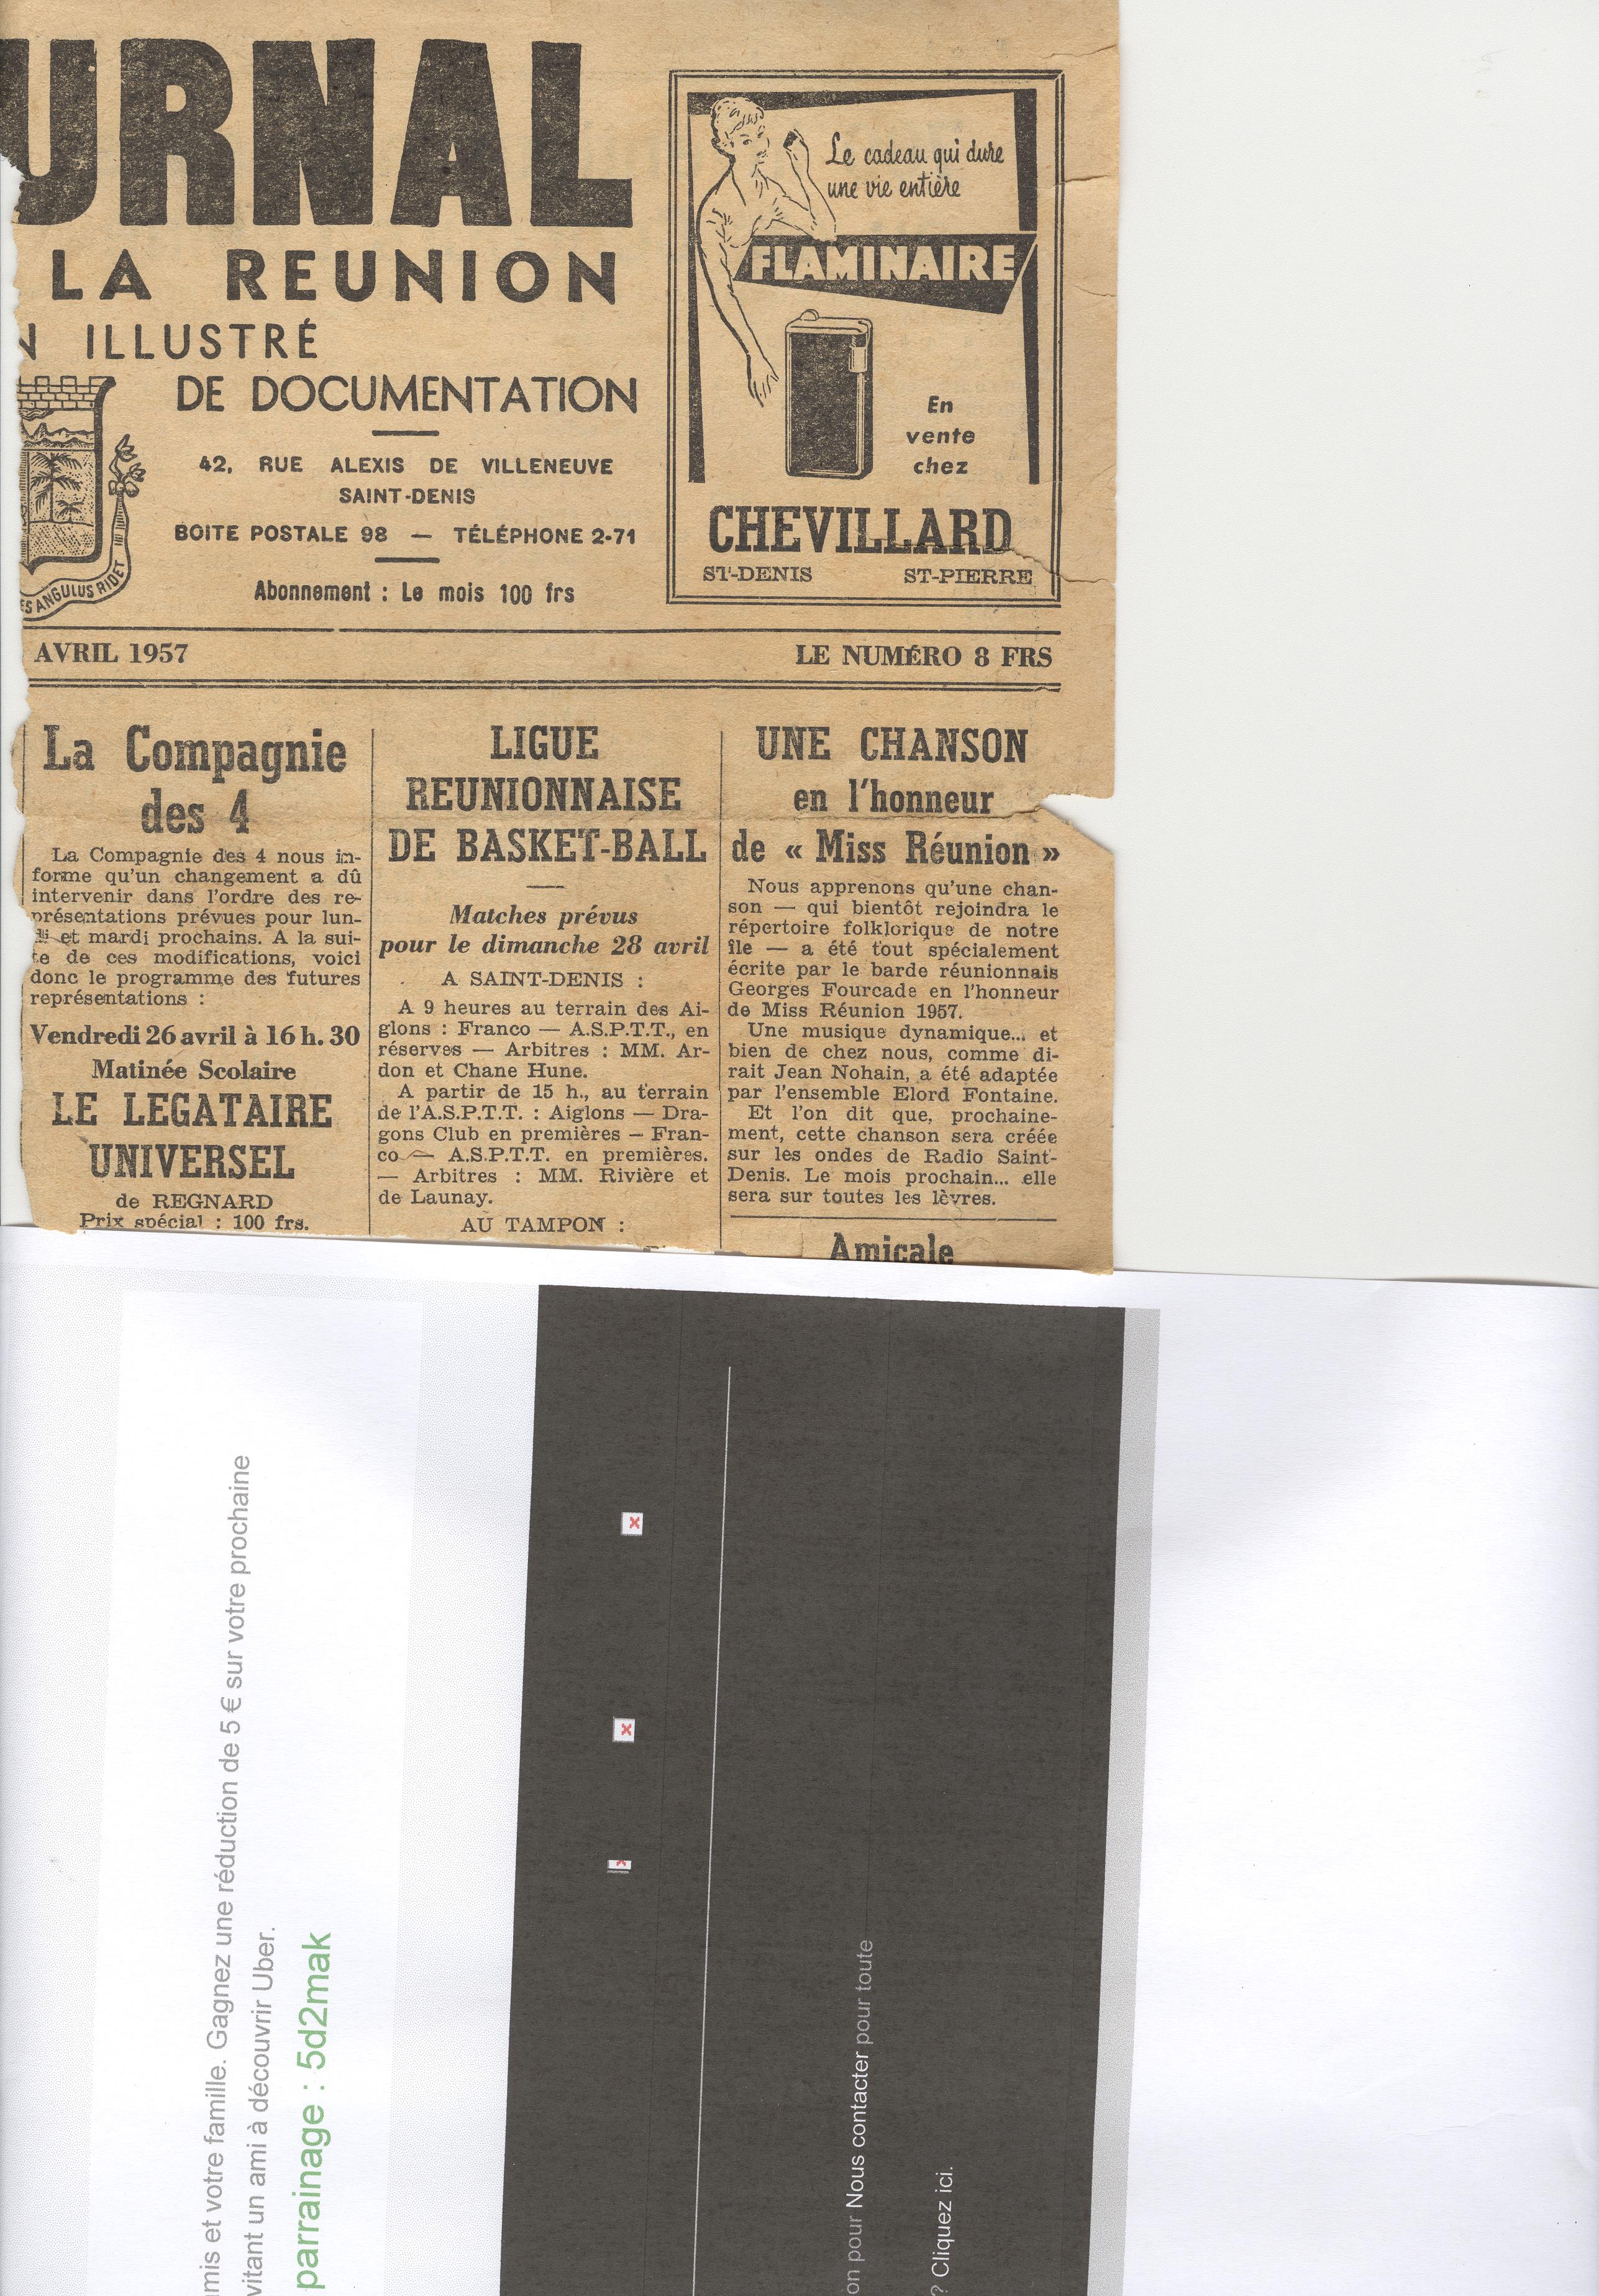 URNAL
LA REUNION
N ILLUSTRÉ
DE DOCUMENTATION
42, RUE ALEXIS DE VILLENEUVE
SAINT-DENIS
BOITE POSTALE 98 — TÉLÉPHONE 2-71
Abonnement : Le mois 100 frs
ES ANGULUS RIDET
Le cadeau qui dure
une vie entière
FLAMINAIRE
En
vente
chez
CHEVILLARD
ST-DENIS ST-PIERRE
AVRIL 1957 LE NUMÉRO 8 FRS
La Compagnie
des 4
La Compagnie des 4 nous in-
forme qu'un changement a dû
intervenir dans l'ordre des re-
présentations prévues pour lun-
di et mardi prochains. A la sui-
te de ces modifications, voici
donc le programme des futures
représentations :
Vendredi 26 avril à 16 h. 30
Matinée Scolaire
LE LEGATAIRE
UNIVERSEL
de REGNARD
Prix spécial : 100 frs.
LIGUE
REUNIONNAISE
DE BASKET-BALL
Matches prévus
pour le dimanche 28 avril
A SAINT-DENIS :
A 9 heures au terrain des Ai-
glons : Franco — A.S.P.T.T., en
réserves — Arbitres : MM. Ar-
don et Chane Hune.
A partir de 15 h., au terrain
de l'A.S.P.T.T. : Aiglons — Dra-
gons Club en premières — Fran-
co — A.S.P.T.T. en premières.
— Arbitres : MM. Rivière et
de Launay.
AU TAMPON :
UNE CHANSON
en l'honneur
de « Miss Réunion »
Nous apprenons qu'une chan-
son — qui bientôt rejoindra le
répertoire folklorique de notre
île — a été tout spécialement
écrite par le barde réunionnais
Georges Fourcade en l'honneur
de Miss Réunion 1957.
Une musique dynamique... et
bien de chez nous, comme di-
rait Jean Nohain, a été adaptée
par l'ensemble Elord Fontaine.
Et l'on dit que, prochaine-
ment, cette chanson sera créée
sur les ondes de Radio Saint-
Denis. Le mois prochain... elle
sera sur toutes les lèvres.
Amicale
mis et votre famille. Gagnez une réduction de 5 € sur votre prochaine
vitant un ami à découvrir Uber.
parrainage : 5d2mak
on pour Nous contacter pour toute
? Cliquez ici.